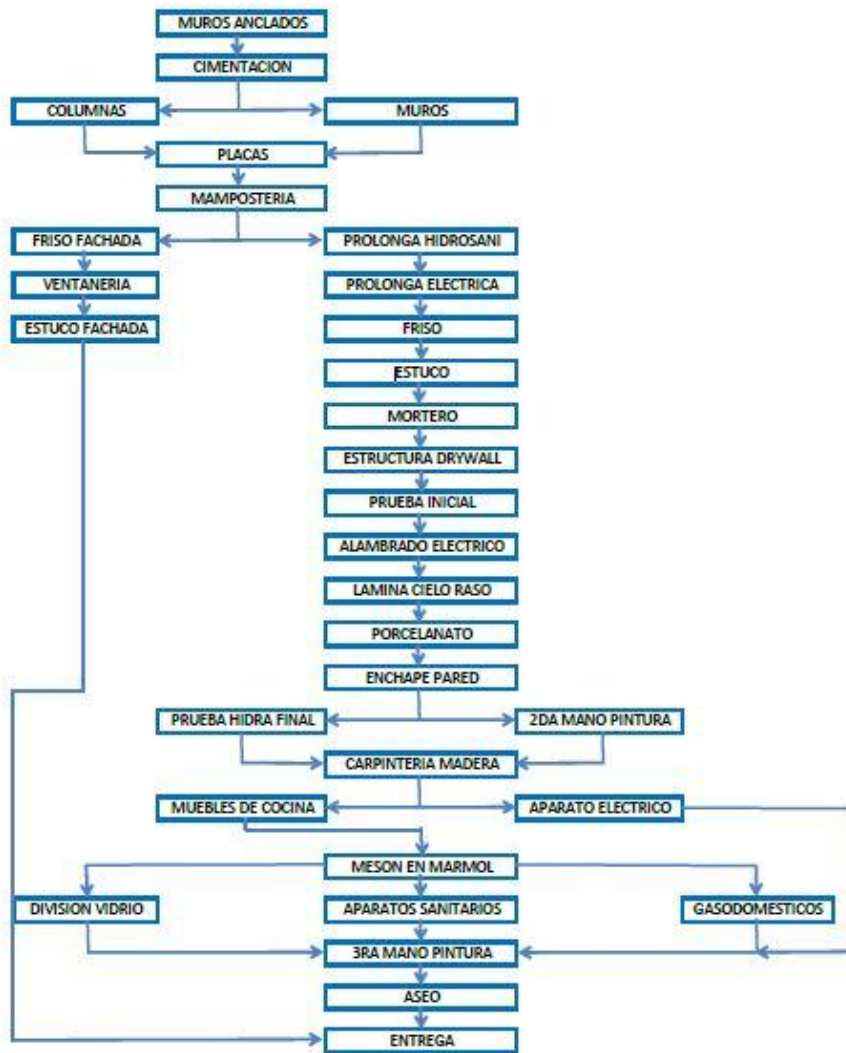 MUROS ANCLADOS
CIMENTACION
COLUMNAS
MUROS
PLACAS
MAMPOSTERIA
FRISO FACHADA
PROLONGA HIDROSANI
VENTANERIA
PROLONGA ELECTRICA
ESTUCO FACHADA
FRISO
ESTUCO
MORTERO
ESTRUCTURA DRYWALL
PRUEBA INICIAL
ALAMBRADO ELECTRICO
LAMINA CIELO RASO
PORCELANATO
ENCHAPE PARED
PRUEBA HIDRA FINAL
2DA MANO PINTURA
CARPINTERIA MADERA
MUEBLES DE COCINA
APARATO ELECTRICO
MESON EN MARMOL
DIVISION VIDRIO
APARATOS SANITARIOS
GASODOMESTICOS
3RA MANO PINTURA
ASEO
ENTREGA